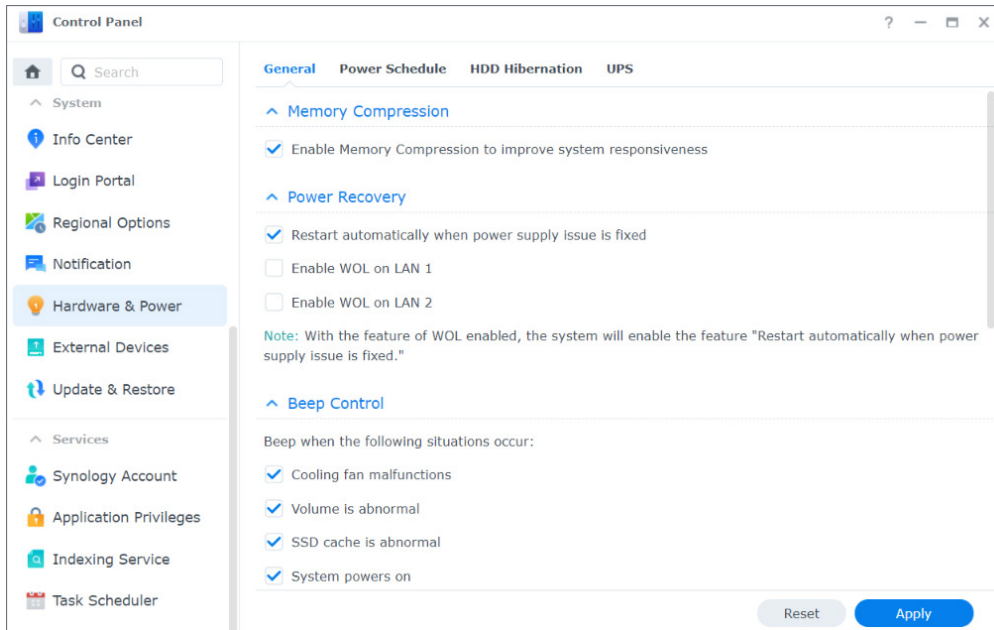 Control Panel
?
Search
System
Info Center
Login Portal
Regional Options
Notification
Hardware & Power
External Devices
Update & Restore
Services
Synology Account
Application Privileges
Indexing Service
Task Scheduler
General Power Schedule HDD Hibernation UPS
Memory Compression
Enable Memory Compression to improve system responsiveness
Power Recovery
Restart automatically when power supply issue is fixed
Enable WOL on LAN 1
Enable WOL on LAN 2
Note: With the feature of WOL enabled, the system will enable the feature "Restart automatically when power
supply issue is fixed."
Beep Control
Beep when the following situations occur:
Cooling fan malfunctions
Volume is abnormal
SSD cache is abnormal
System powers on
Reset Apply